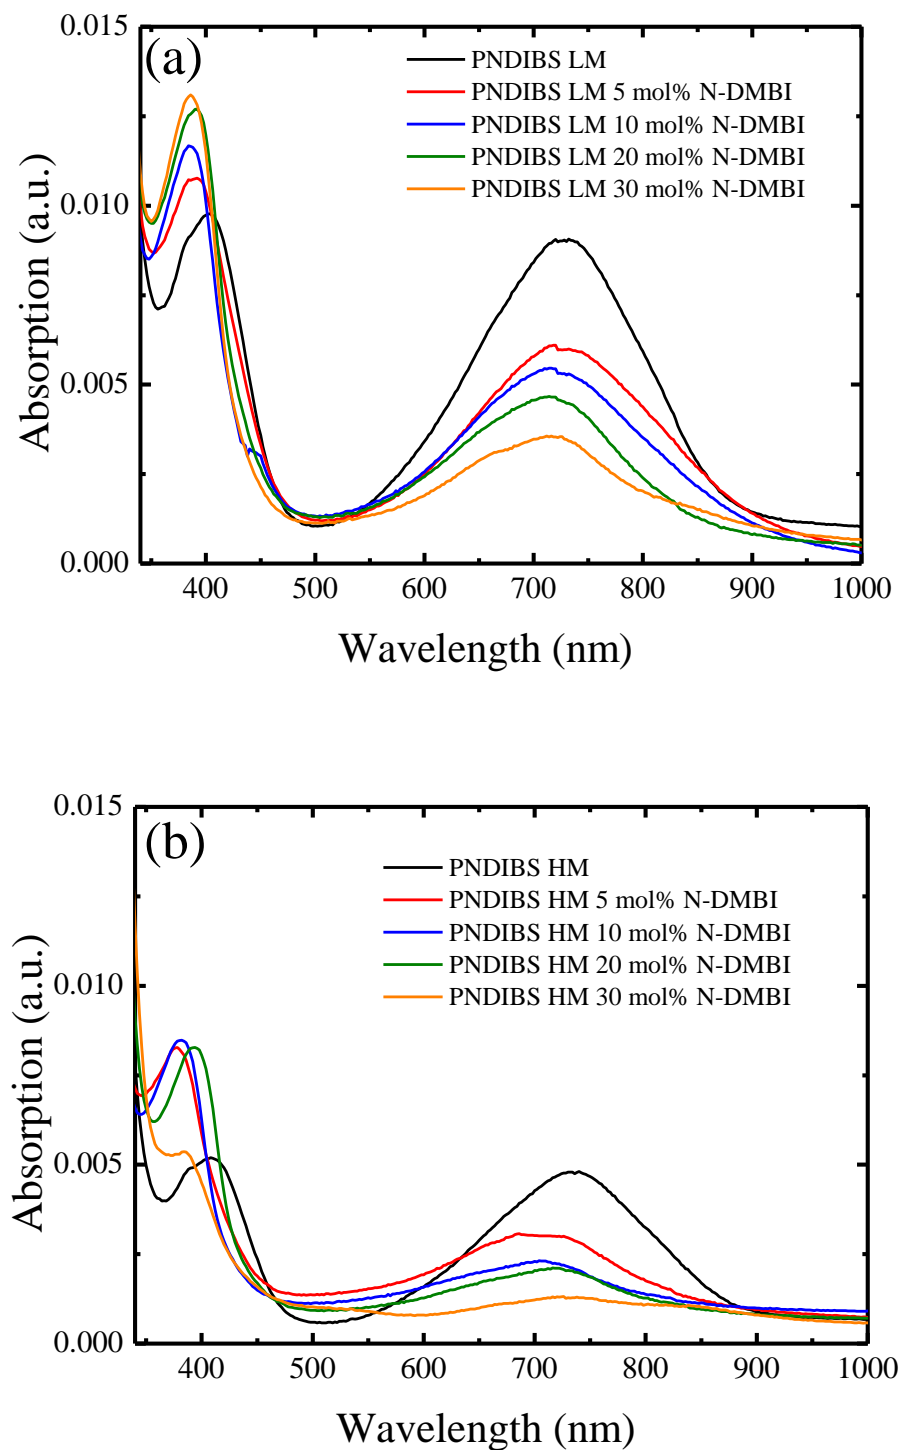 (a)
PNDIBS LM
PNDIBS LM 5 mol% N-DMBI
PNDIBS LM 10 mol% N-DMBI
PNDIBS LM 20 mol% N-DMBI
PNDIBS LM 30 mol% N-DMBI
0.015
0.010
0.005
0.000
Absorption (a.u.)
400 500 600 700 800 900 1000
Wavelength (nm)
(b)
PNDIBS HM
PNDIBS HM 5 mol% N-DMBI
PNDIBS HM 10 mol% N-DMBI
PNDIBS HM 20 mol% N-DMBI
PNDIBS HM 30 mol% N-DMBI
0.015
0.010
0.005
0.000
Absorption (a.u.)
400 500 600 700 800 900 1000
Wavelength (nm)